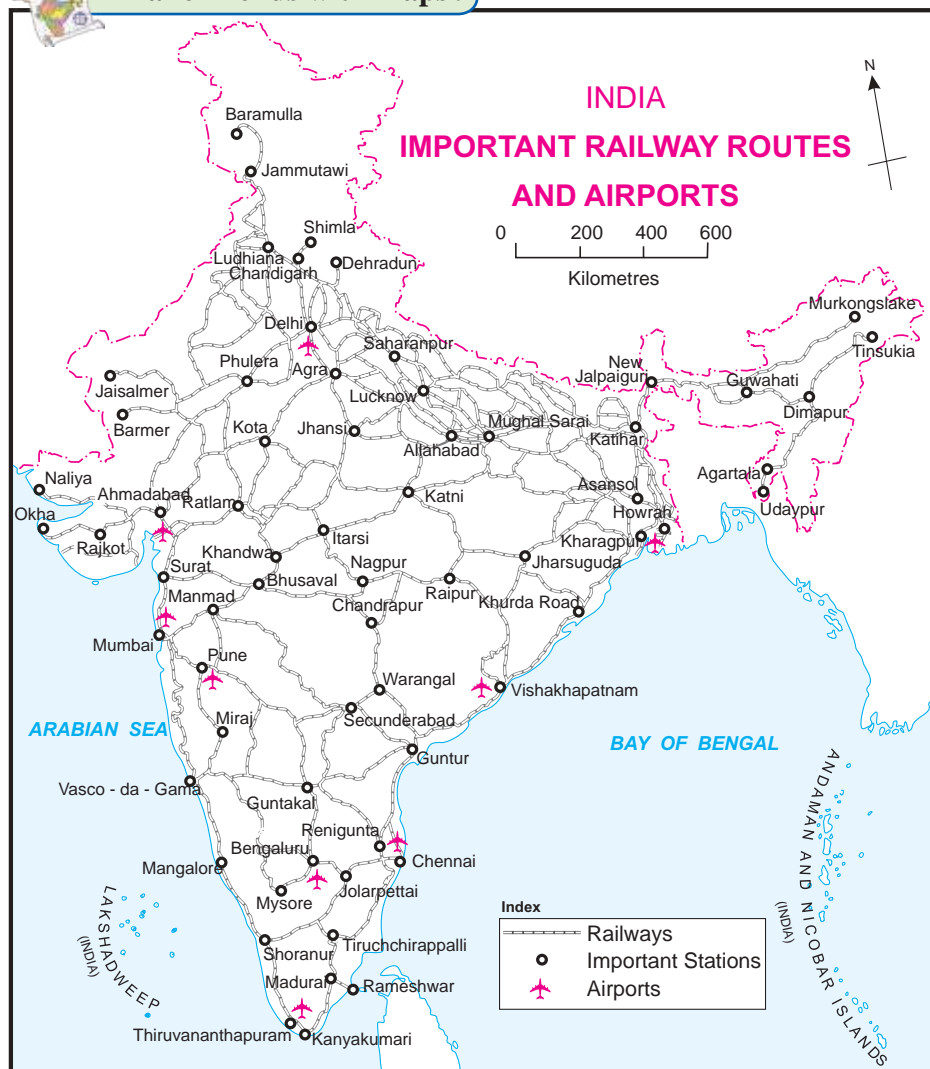 INDIA
IMPORTANT RAILWAY ROUTES
AND AIRPORTS
N
0 200 400 600
Kilometres
Baramulla
Jammutawi
Shimla
Ludhiana
Chandigarh
Dehradun
Delhi
Saharanpur
Phulera
Agra
Jaisalmer
Lucknow
Barmer
Kota
Jhansi
Allahabad
Mughal Sarai
New
Jalpaiguri
Katihar
Guwahati
Murkongslake
Tinsukia
Dimapur
Agartala
Udaypur
Naliya
Okha
Rajkot
Ahmadabad
Ratlam
Katni
Asansol
Howrah
Kharagpur
Itarsi
Khandwa
Nagpur
Jharsuguda
Surat
Bhusaval
Raipur
Manmad
Chandrapur
Khurda Road
Mumbai
Pune
Warangal
Vishakhapatnam
Secunderabad
Miraj
Guntur
ARABIAN SEA
BAY OF BENGAL
Vasco - da - Gama
Guntakal
Renigunta
Bengaluru
Chennai
Mangalore
Jolarpettai
Mysore
Shoranur
Tiruchchirappalli
Madurai
Rameshwar
Thiruvananthapuram
Kanyakumari
LAKSHADWEEP
(INDIA)
ANDAMAN AND NICOBAR ISLANDS
(INDIA)
Index
Railways
Important Stations
Airports